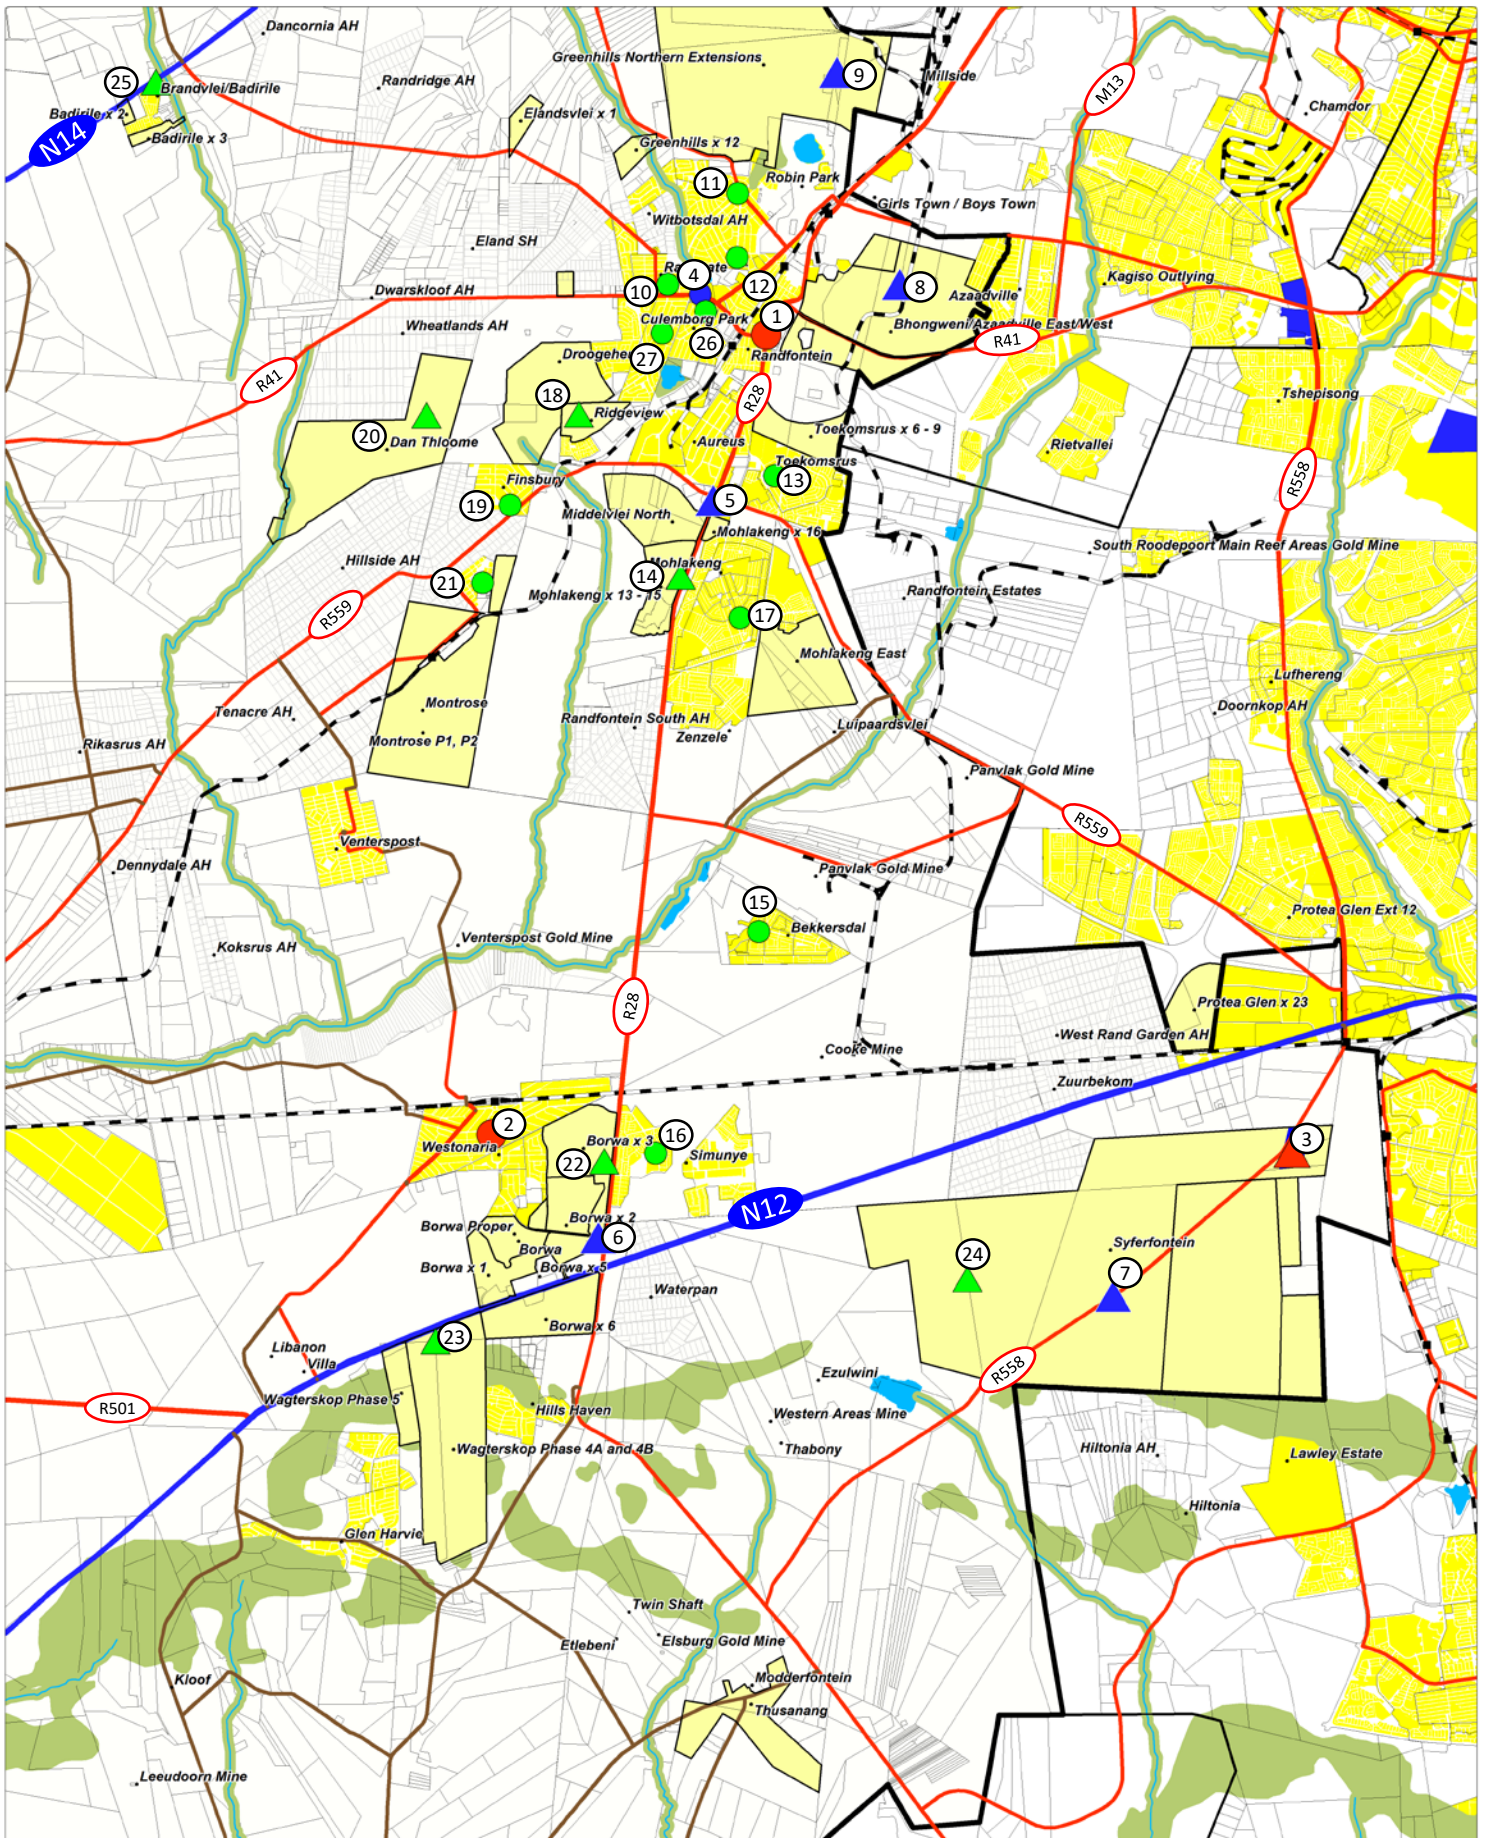 Dancornia AH
Greenhills Northern Extensions
9
Millside
25
Brandvlei/Badirile
Randridge AH
M13
Chamdor
Badirile x 2
Elandsvlei x 1
N14
Badirile x 3
Greenhills x 12
11
Robin Park
Girls Town / Boys Town
Witbotsdal AH
Eland SH
4
Kagiso Outlying
Dwarskloof AH
10
12
8
Azaadville
1
Culemborg Park
Wheatlands AH
26
Bhongweni/Azaadville East/West
R41
27
Randfontein
R41
R28
18
Ridgeview
Tshepisong
20
Dan Thloome
Toekomsrus x 6 - 9
Aureus
Rietvallei
Toekomsrus
13
R558
Finsbury
19
5
Middelvlei North
Mohlakeng x 16
South Roodepoort Main Reef Areas Gold Mine
Hillside AH
14
Mohlakeng
21
Mohlakeng x 13 - 15
Randfontein Estates
R559
17
Mohlakeng East
Lufhereng
Montrose
Doornkop AH
Tenacre AH
Randfontein South AH
Luipaardsvlei
Zenzele
Rikasrus AH
Montrose P1, P2
Panvlak Gold Mine
R559
Venterspost
Dennydale AH
Panvlak Gold Mine
15
Protea Glen Ext 12
Bekkersdal
Venterspost Gold Mine
Koksrus AH
R28
Protea Glen x 23
West Rand Garden AH
Cooke Mine
Zuurbekom
2
16
3
Westonaria
Borwa x 3
22
Simunye
N12
Borwa x 2
Borwa Proper
6
Borwa
24
Syferfontein
Borwa x 1
Borwa x 5
7
Waterpan
Borwa x 6
23
Libanon
Villa
R558
Ezulwini
R501
Wagterskop Phase 5
Hills Haven
Western Areas Mine
Wagterskop Phase 4A and 4B
Thabony
Hiltonia AH
Lawley Estate
Hiltonia
Glen Harvie
Twin Shaft
Etlebeni
Elsburg Gold Mine
Kloof
Modderfontein
Thusanang
Leeudoorn Mine